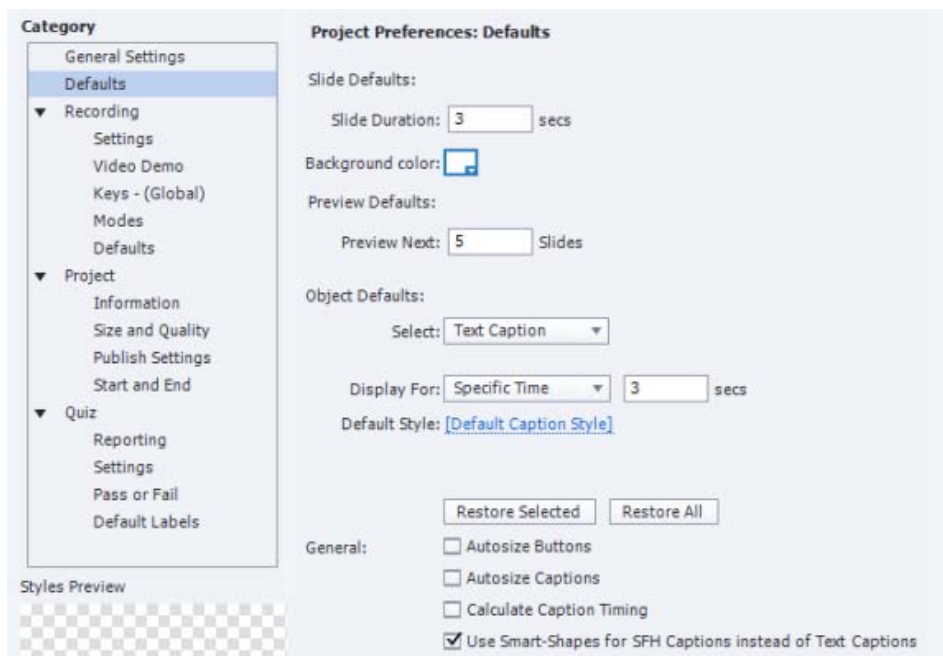 Category
General Settings
Defaults
Recording
Settings
Video Demo
Keys - (Global)
Modes
Defaults
Project
Information
Size and Quality
Publish Settings
Start and End
Quiz
Reporting
Settings
Pass or Fail
Default Labels
Styles Preview
Project Preferences: Defaults
Slide Defaults:
Slide Duration: 3 secs
Background color:
Preview Defaults:
Preview Next: 5 Slides
Object Defaults:
Select: Text Caption
Display For: Specific Time 3 secs
Default Style: [Default Caption Style]
Restore Selected Restore All
General: Autosize Buttons
Autosize Captions
Calculate Caption Timing
Use Smart-Shapes for SFH Captions instead of Text Captions